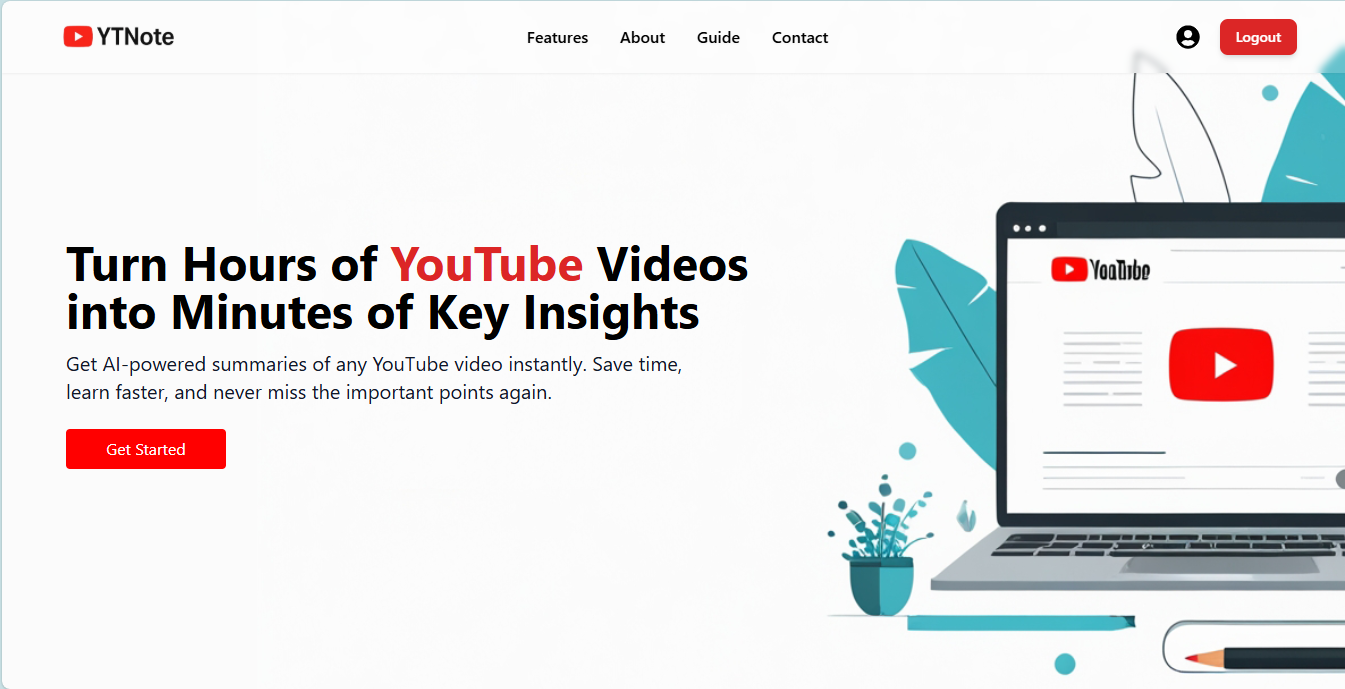 YTNote
Features About Guide Contact
Logout
Turn Hours of YouTube Videos
into Minutes of Key Insights
Get AI-powered summaries of any YouTube video instantly. Save time,
learn faster, and never miss the important points again.
Get Started
YouTube